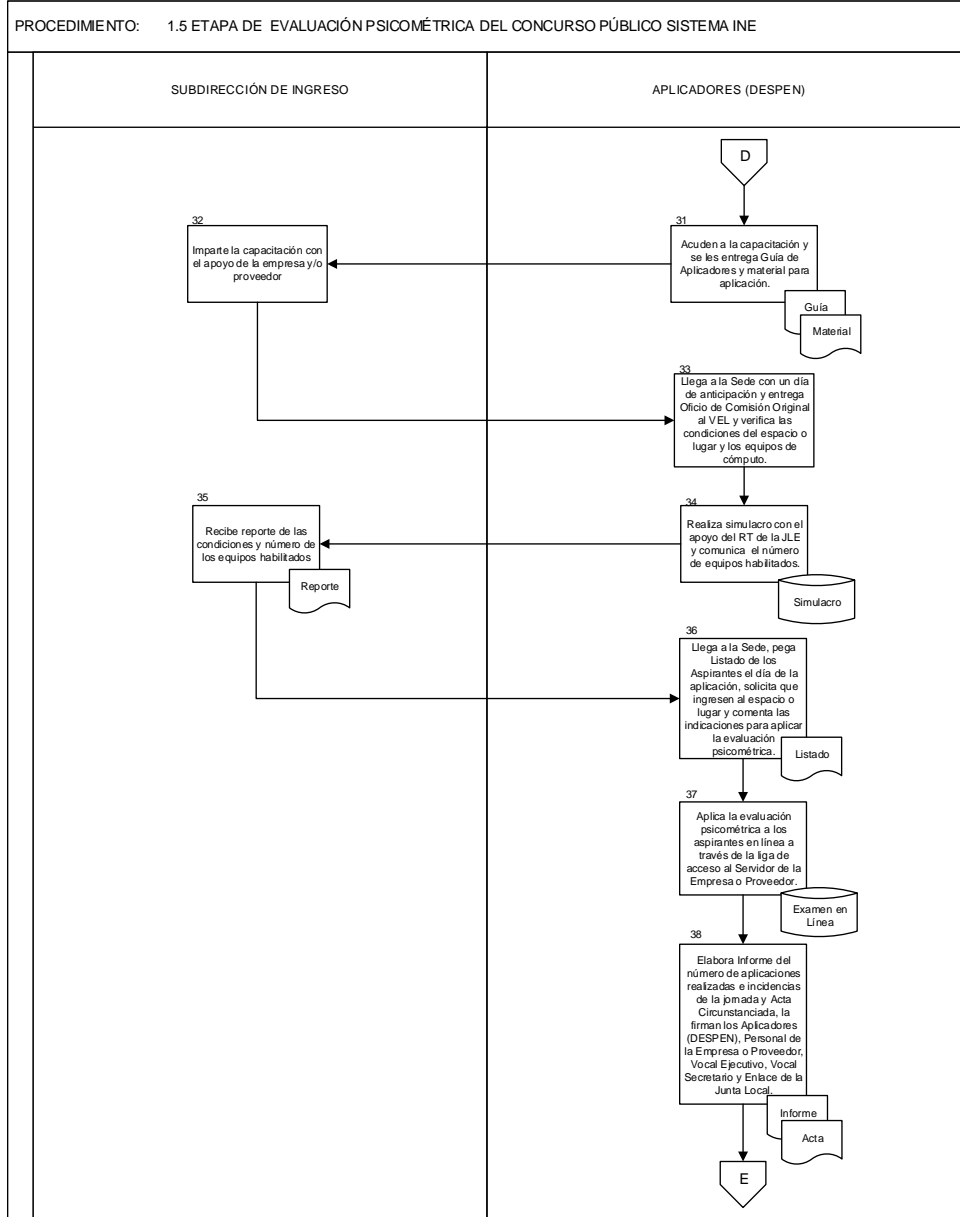 PROCEDIMIENTO: 1.5 ETAPA DE EVALUACIÓN PSICOMÉTRICA DEL CONCURSO PÚBLICO SISTEMA INE
SUBDIRECCIÓN DE INGRESO
APLICADORES (DESPEN)
D
31
Acuden a la capacitación y
se les entrega Guía de
Aplicadores y material para
aplicación.
Guía
Material
32
Imparte la capacitación con
el apoyo de la empresa y/o
proveedor
33
Llega a la Sede con un día
de anticipación y entrega
Oficio de Comisión Original
al VEL y verifica las
condiciones del espacio o
lugar y los equipos de
cómputo.
34
Realiza simulacro con el
apoyo del RT de la JLE
y comunica el número
de equipos habilitados.
Simulacro
35
Recibe reporte de las
condiciones y número de
los equipos habilitados
Reporte
36
Llega a la Sede, pega
Listado de los
Aspirantes el día de la
aplicación, solicita que
ingresen al espacio o
lugar y comenta las
indicaciones para aplicar
la evaluación
psicométrica.
Listado
37
Aplica la evaluación
psicométrica a los
aspirantes en línea a
través de la liga de
acceso al Servidor de la
Empresa o Proveedor.
Examen en
Línea
38
Elabora Informe del
número de aplicaciones
realizadas e incidencias
de la jornada y Acta
Circunstanciada, la
firman los Aplicadores
(DESPEN), Personal de
la Empresa o Proveedor,
Vocal Ejecutivo, Vocal
Secretario y Enlace de la
Junta Local.
Informe
Acta
E